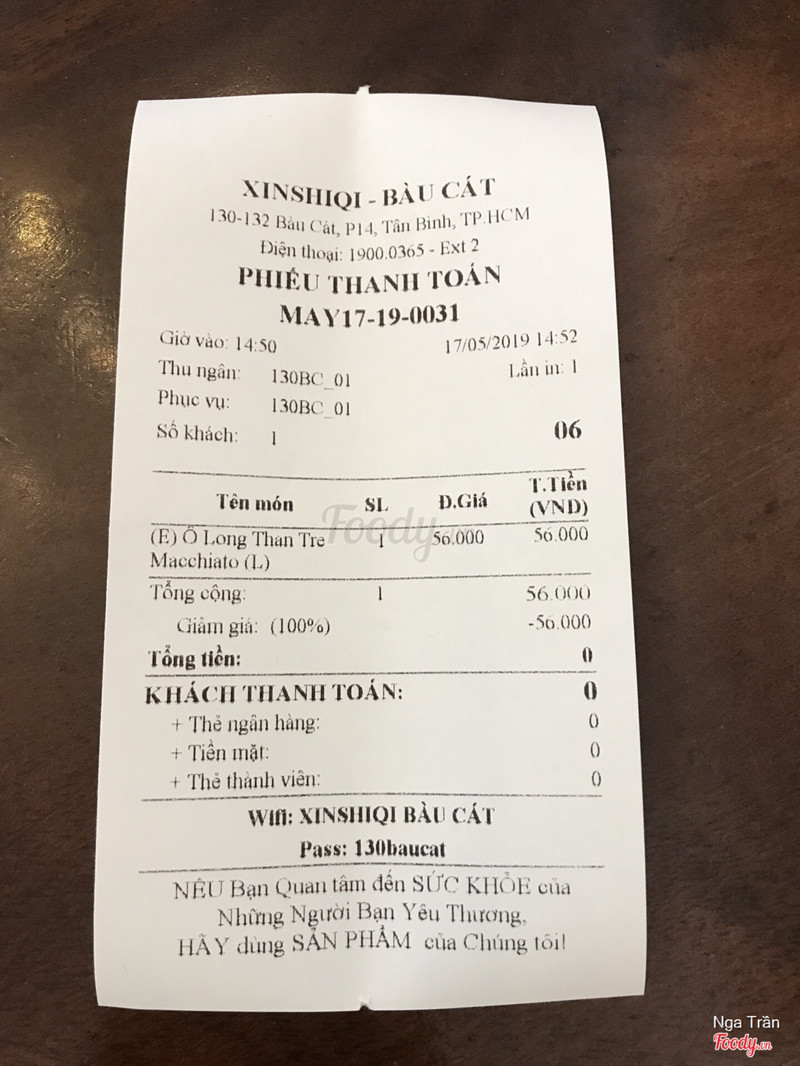 XINSHIQI - BÀU CÁT
130-132 Bàu Cát, P14, Tân Bình, TP.HCM
Điện thoại: 1900.0365 - Ext 2
PHIẾU THANH TOÁN
MAY17-19-0031
Giờ vào: 14:50 17/05/2019 14:52
Thu ngân: 130BC_01 Lần in: 1
Phục vụ: 130BC_01
Số khách: 1 06
Tên món SL Đ.Giá T.Tiền (VND)
(E) Ô Long Than Tre 1 56.000 56.000
Macchiato (L)
Tổng cộng: 1 56.000
Giảm giá: (100%) -56.000
Tổng tiền: 0
KHÁCH THANH TOÁN: 0
+ Thẻ ngân hàng: 0
+ Tiền mặt: 0
+ Thẻ thành viên: 0
Wifi: XINSHIQI BÀU CÁT
Pass: 130baucat
NẾU Bạn Quan tâm đến SỨC KHỎE của
Những Người Bạn Yêu Thương,
HÃY dùng SẢN PHẨM của Chúng tôi!
Foody.vn
Nga Trần
Foody.vn